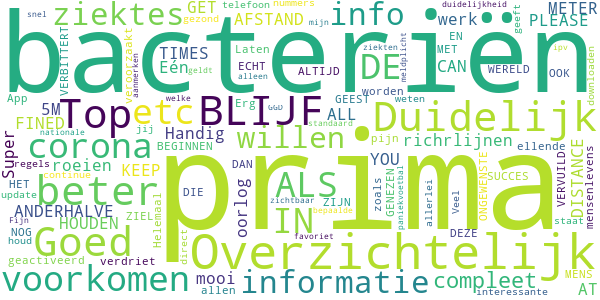 ziektes GET telefoon nummers duidelijkheid METER
snel gezond AFSTAND info mijn werk geeft PLEASE
bacteriën
VERBITTERT veroorzaakt TIMES Laten DE EN MET ziekten CAN WERELD OOK ipv
App aanmerken Eén geldt ECHT alleen ALTIJD meldplicht downloaden
5M Top etc BLIJF Erg GEEST worden weten Duidelijk
FINED welke GGD ALL standaard
Super corona nationale jij Handig willen pijn richrlijnen
regels BEGINNEN DAN YOU ellende
roeien KEEP prima zoals GENEZEN paniekvoetbal DISTANCE
HET continue DIE ALS allerlei ONGEWENSTE SUCCES VERVUILD mensenlevens
update beter ZIEL oorlog ZIJN
ANDERHALVE zichtbaar IN bepaalde Veel
Fijn HOUDEN Helemaal favoriet DEZE staat
NOG Goed direct Overzichtelijk
houd verdriet MENS
geactiveerd mooi compleet
voorkomen allen informatie interessante AT